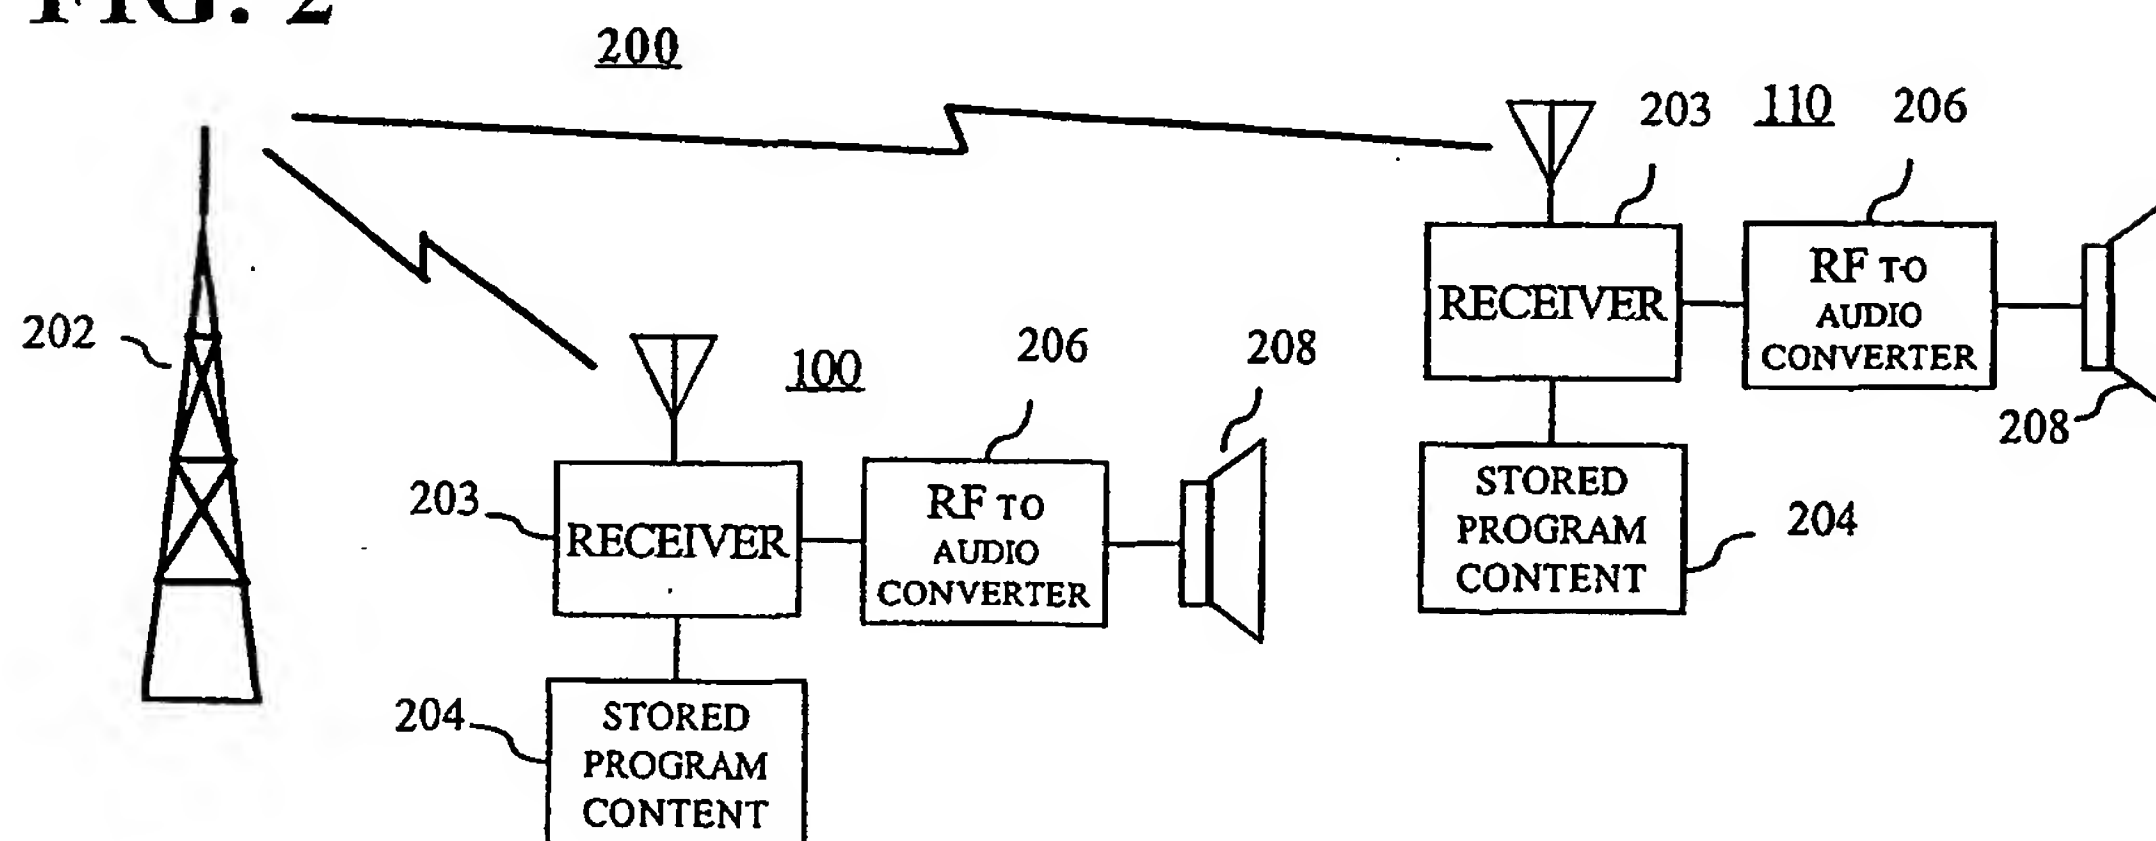 FIG. 2
200
203
110
206
RECEIVER
RF TO
AUDIO
CONVERTER
208
STORED
PROGRAM
CONTENT
204
202
100
206
208
203
RECEIVER
RF TO
AUDIO
CONVERTER
204
STORED
PROGRAM
CONTENT